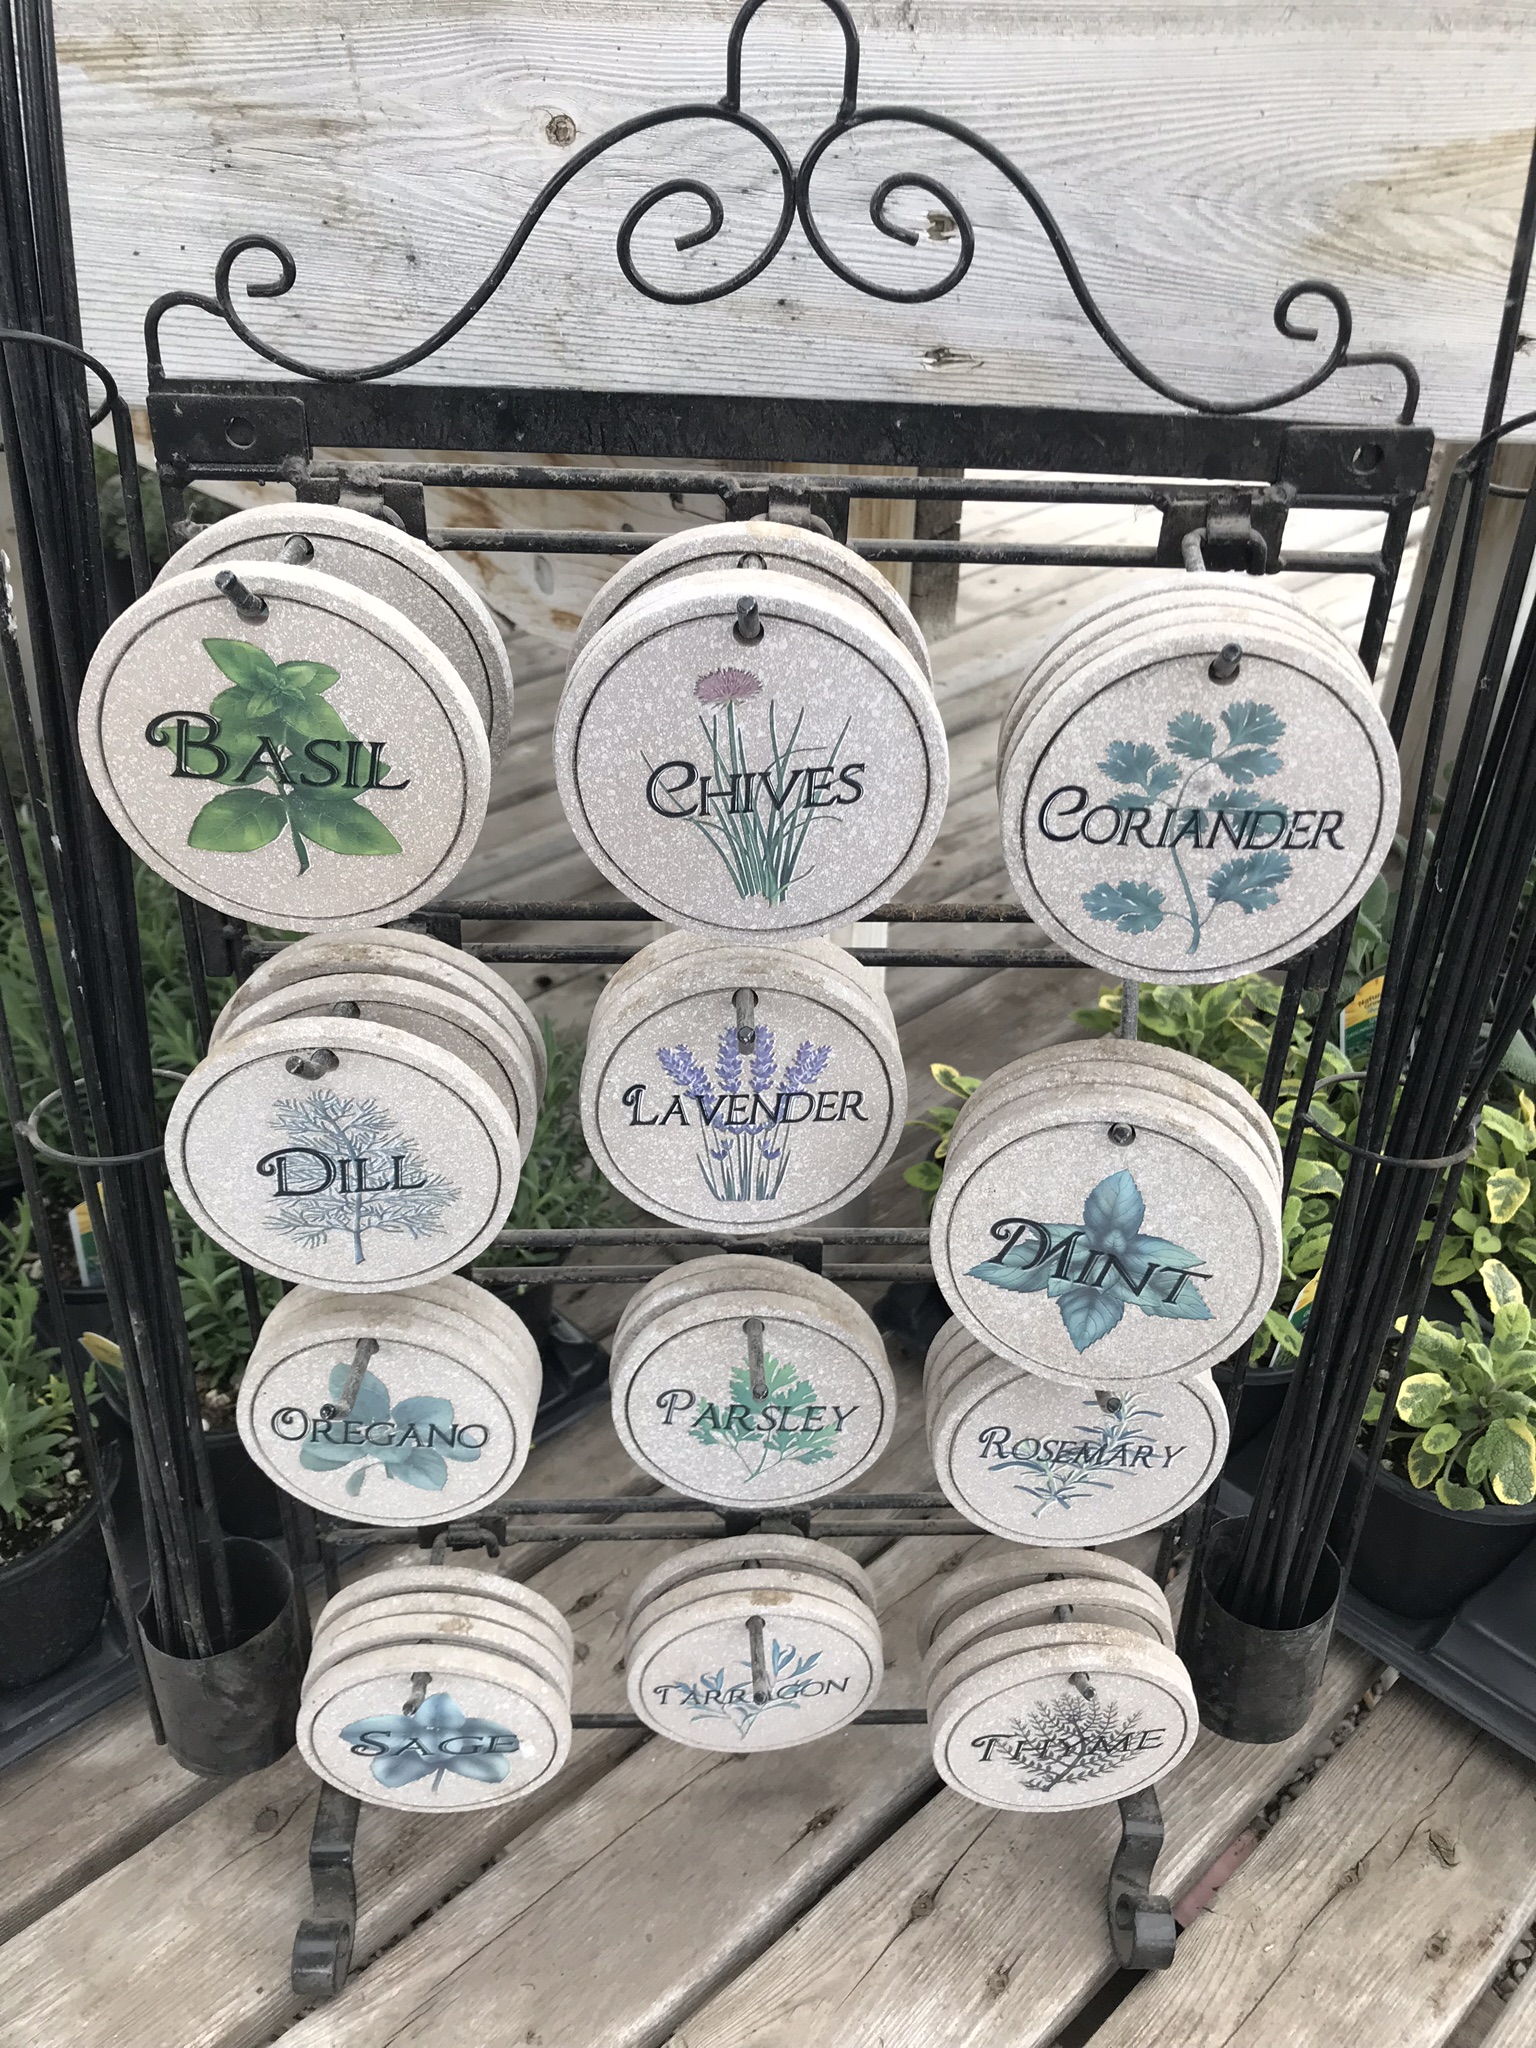 BASIL
CHIVES
CORIANDER
DILL
LAVENDER
MINT
OREGANO
PARSLEY
ROSEMARY
SAGE
TARRAGON
THYME